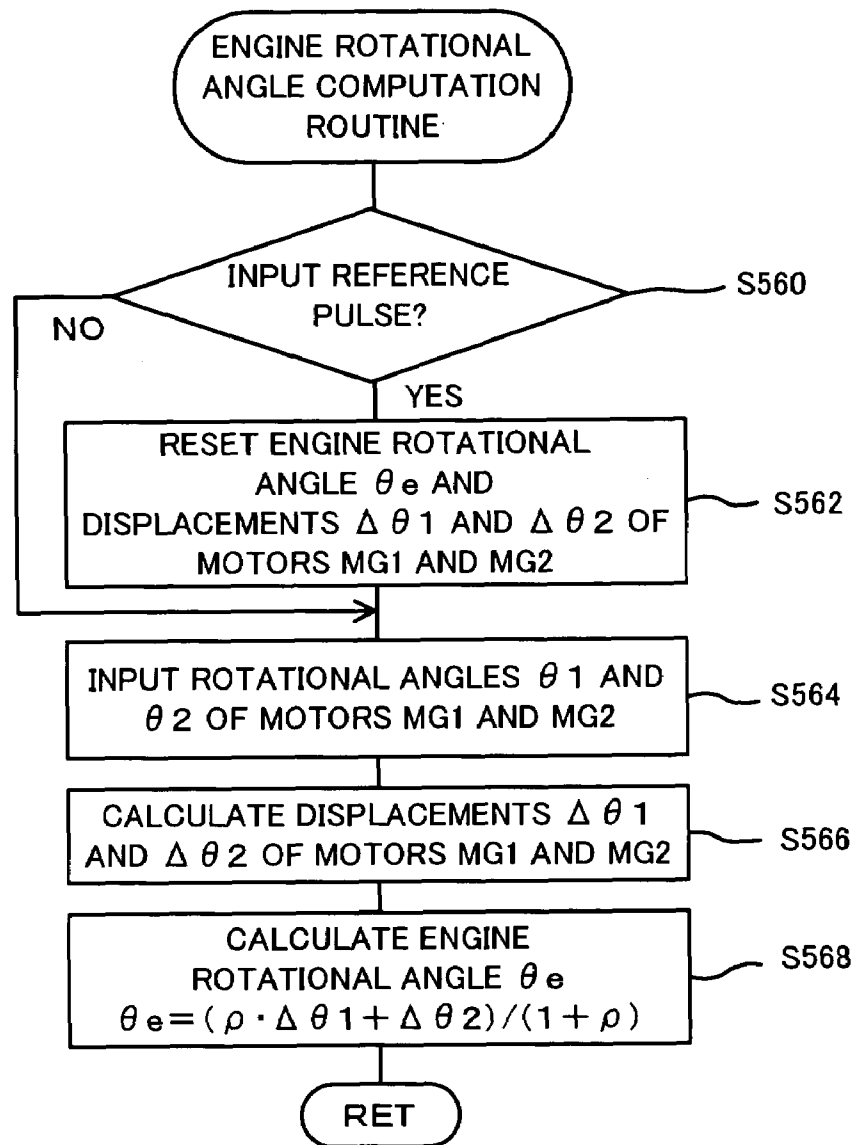 ENGINE ROTATIONAL
ANGLE COMPUTATION
ROUTINE
INPUT REFERENCE
PULSE?
S560
NO
YES
RESET ENGINE ROTATIONAL
ANGLE θe AND
DISPLACEMENTS Δθ1 AND Δθ2 OF
MOTORS MG1 AND MG2
S562
INPUT ROTATIONAL ANGLES θ1 AND
θ2 OF MOTORS MG1 AND MG2
S564
CALCULATE DISPLACEMENTS Δθ1
AND Δθ2 OF MOTORS MG1 AND MG2
S566
CALCULATE ENGINE
ROTATIONAL ANGLE θe
θe=(ρ·Δθ1+Δθ2)/(1+ρ)
S568
RET